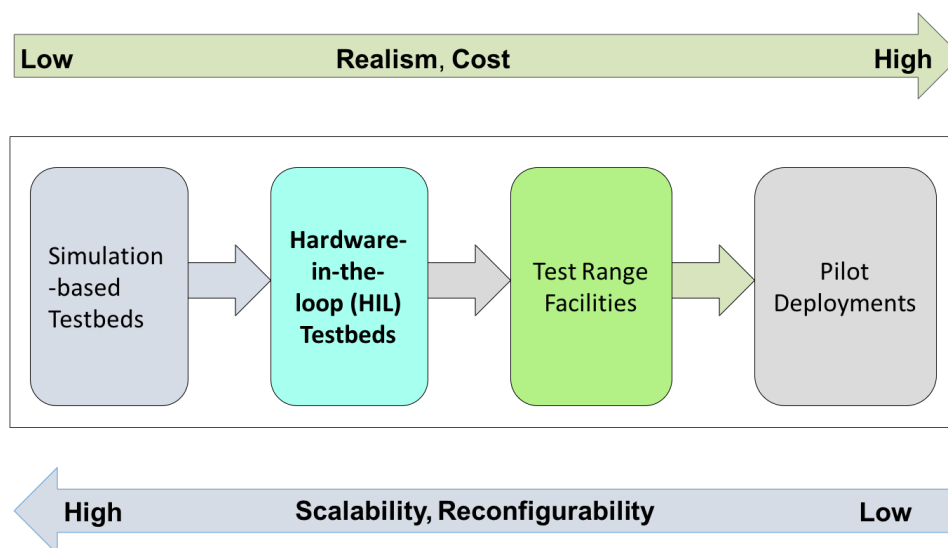 Low Realism, Cost High
Simulation
-based
Testbeds
Hardware-
in-the-
loop (HIL)
Testbeds
Test Range
Facilities
Pilot
Deployments
High Scalability, Reconfigurability Low